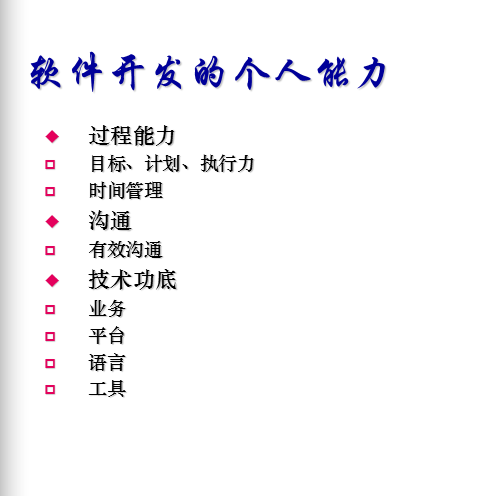 软件开发的个人能力
过程能力
目标、计划、执行力
时间管理
沟通
有效沟通
技术功底
业务
平台
语言
工具